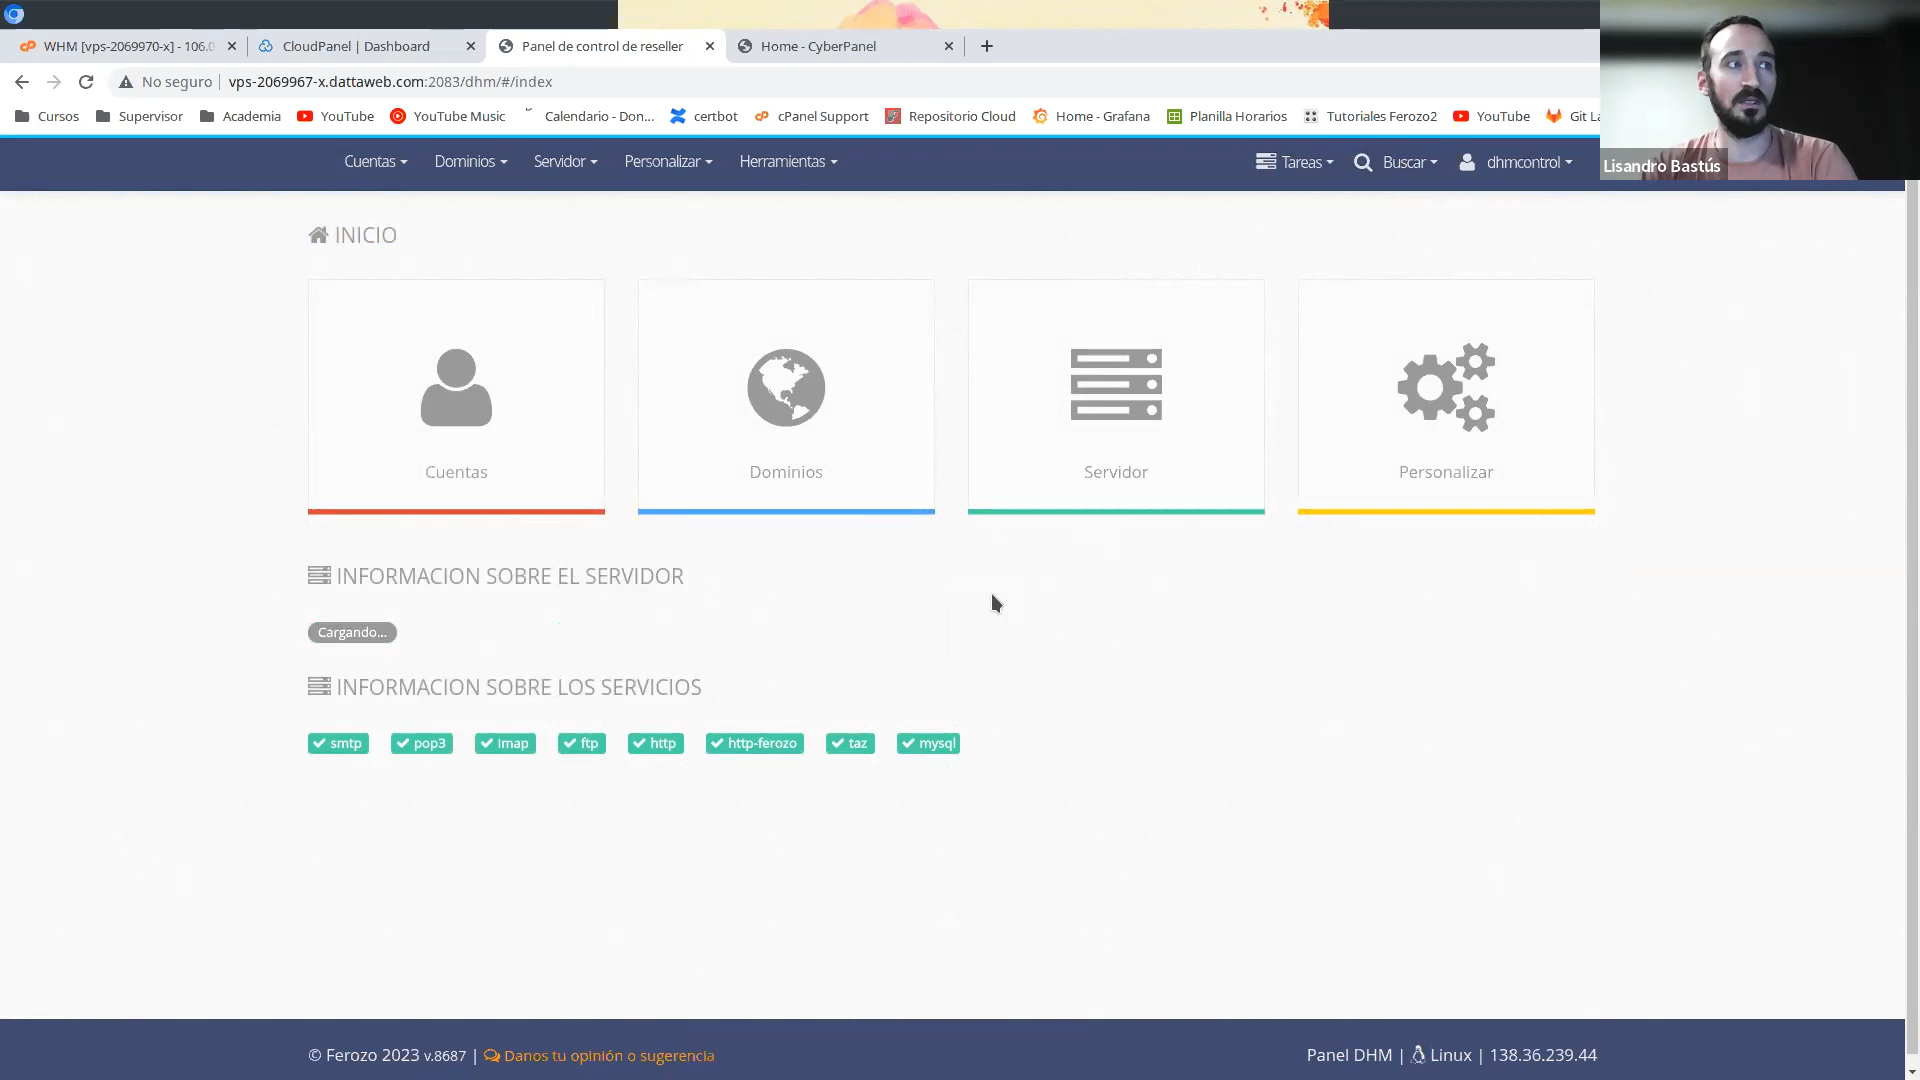 WHM [vps-2069970-x] - 106.0
CloudPanel | Dashboard
Panel de control de reseller
Home - CyberPanel
No seguro
vps-2069967-x.dattaweb.com:2083/dhm/#/index
Cursos
Supervisor
Academia
YouTube
YouTube Music
Calendario - Don...
certbot
cPanel Support
Repositorio Cloud
Home - Grafana
Planilla Horarios
Tutoriales Ferozo2
YouTube
Git La
Lisandro Bastús
Cuentas
Dominios
Servidor
Personalizar
Herramientas
Tareas
Buscar
dhmcontrol
INICIO
Cuentas
Dominios
Servidor
Personalizar
INFORMACION SOBRE EL SERVIDOR
Cargando...
INFORMACION SOBRE LOS SERVICIOS
smtp
pop3
imap
ftp
http
http-ferozo
taz
mysql
© Ferozo 2023 v.8687 | Danos tu opinión o sugerencia
Panel DHM | Linux | 138.36.239.44